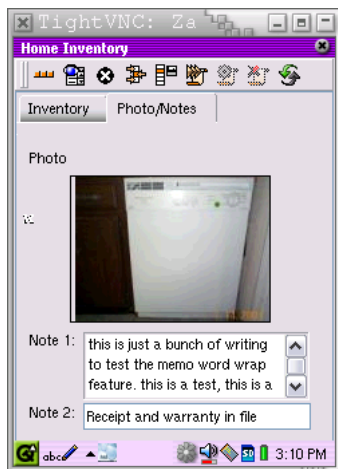 TightVNC: Za
Home Inventory
Inventory
Photo/Notes
Photo
Note 1:
this is just a bunch of writing
to test the memo word wrap
feature. this is a test, this is a
Note 2:
Receipt and warranty in file
abc
SD
3:10 PM